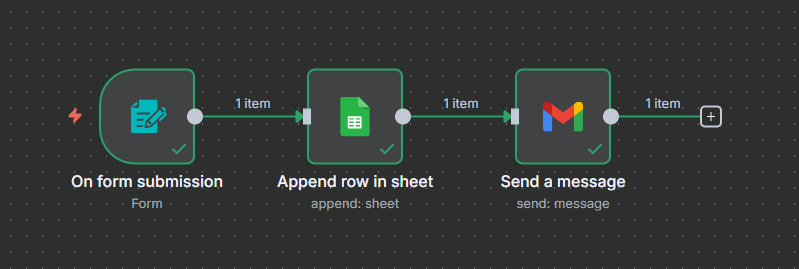 1 item
1 item
1 item
On form submission
Append row in sheet
Send a message
Form
append: sheet
send: message